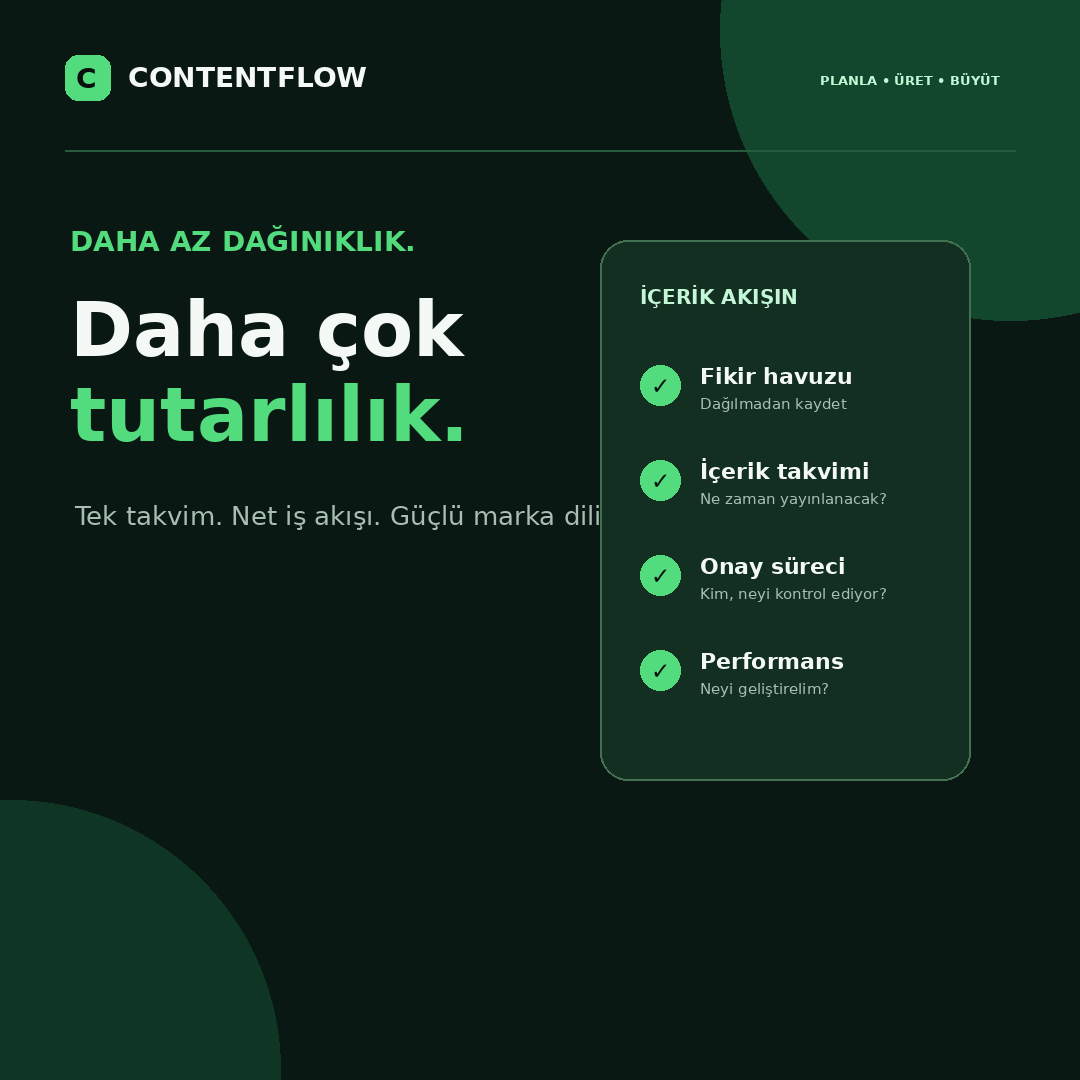 C CONTENTFLOW
PLANLA • ÜRET • BÜYÜT
DAHA AZ DAĞINIKLIK.
Daha çok
tutarlılık.
Tek takvim. Net iş akışı. Güçlü marka dili
İÇERİK AKIŞIN
✓ Fikir havuzu
Dağılmadan kaydet
✓ İçerik takvimi
Ne zaman yayınlanacak?
✓ Onay süreci
Kim, neyi kontrol ediyor?
✓ Performans
Neyi geliştirelim?